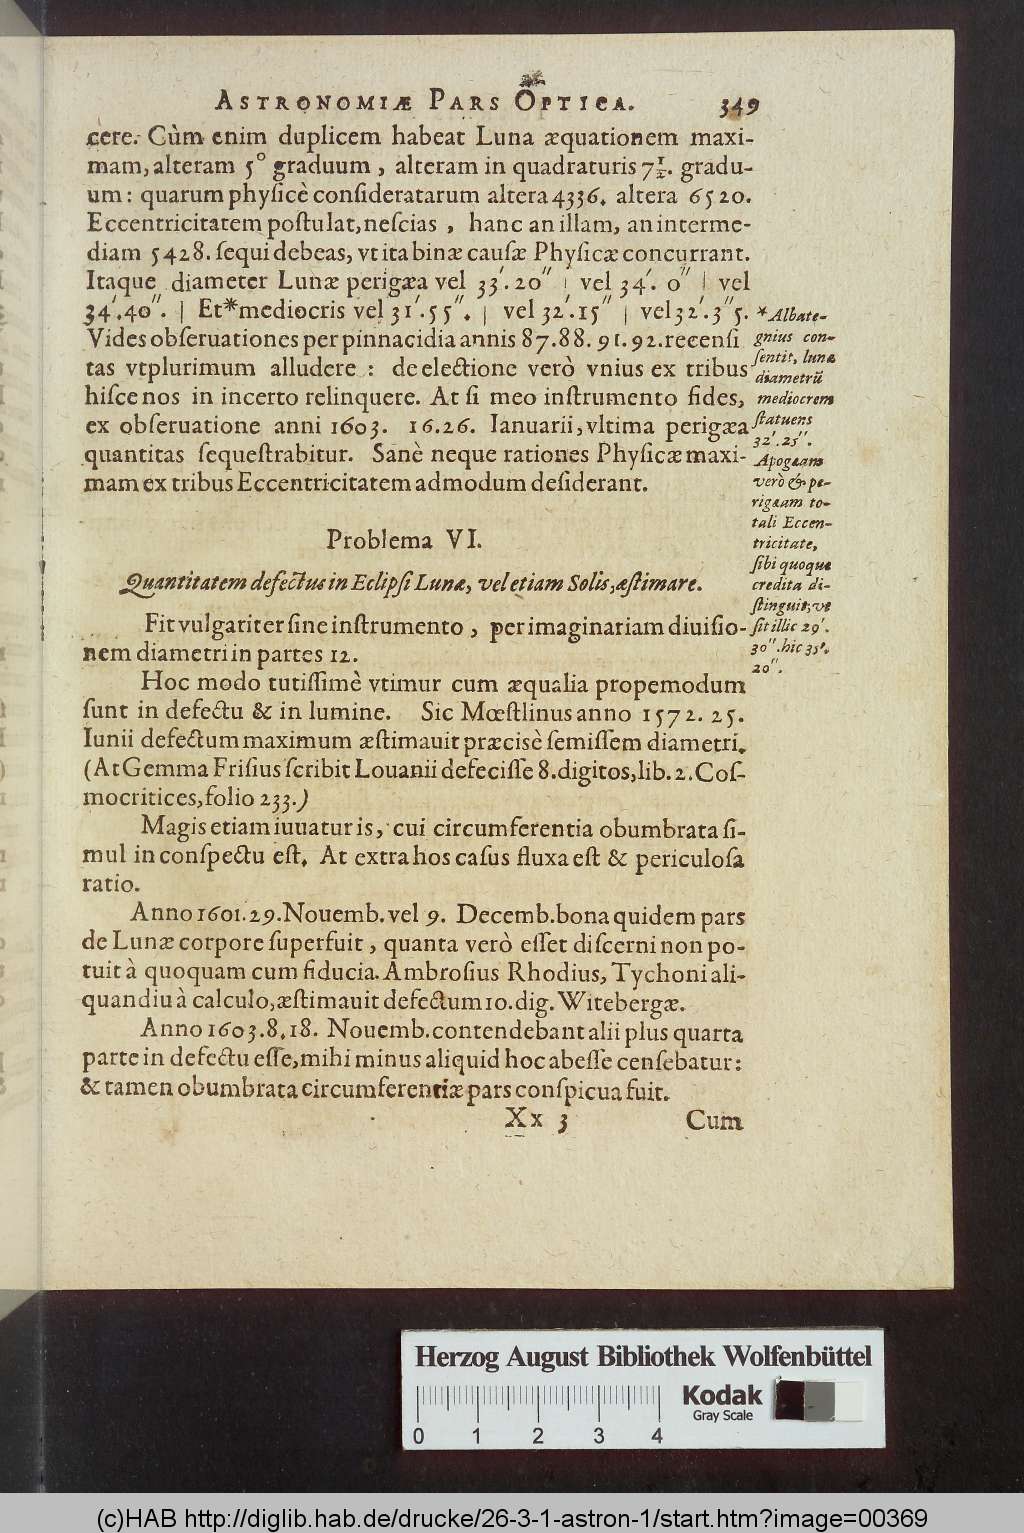 ASTRONOMIÆ PARS OPTICA. 349
cere. Cùm enim duplicem habeat Luna æquationem maxi-
mam, alteram 5° graduum, alteram in quadraturis 7 1/2. gradu-
um: quarum physicè consideratarum altera 4336. altera 6520.
Eccentricitatem postulat, nescias, hanc an illam, an interme-
diam 5428. sequi debeas, vt ita binæ causæ Physicæ concurrant.
Itaque diameter Lunæ perigæa vel 33′.20″ | vel 34′. 0″ | vel
34′.40″. | Et*mediocris vel 31′.55″. | vel 32′.15″ | vel 32′.35″.
Vides obseruationes per pinnacidia annis 87.88.91.92.recensi
tas vtplurimum alludere: de electione verò vnius ex tribus
hisce nos in incerto relinquere. At si meo instrumento fides,
ex obseruatione anni 1603. 16.26. Ianuarii, vltima perigæa
quantitas sequestrabitur. Sanè neque rationes Physicæ maxi-
mam ex tribus Eccentricitatem admodum desiderant.
*Albate-
gnius con-
sentit, lunæ
diametrũ
mediocrem
statuens
32′.25″.
Apogæam
verò & pe-
rigæam to-
tali Eccen-
tricitate,
sibi quoque
credita di-
stinguit; vt
sit illic 29′.
30″. hic 35′.
20″.
Problema VI.
Quantitatem defectus in Eclipsi Lunæ, vel etiam Solis, æstimare.
Fit vulgariter sine instrumento, per imaginariam diuisio-
nem diametri in partes 12.
Hoc modo tutissimè vtimur cum æqualia propemodum
sunt in defectu & in lumine. Sic Mœstlinus anno 1572. 25.
Iunii defectum maximum æstimauit præcisè semissem diametri.
(At Gemma Frisius scribit Louanii defecisse 8. digitos, lib. 2. Cos-
mocritices, folio 233.)
Magis etiam iuuatur is, cui circumferentia obumbrata si-
mul in conspectu est. At extra hos casus fluxa est & periculosa
ratio.
Anno 1601. 29. Nouemb. vel 9. Decemb. bona quidem pars
de Lunæ corpore superfuit, quanta verò esset discerni non po-
tuit à quoquam cum fiducia. Ambrosius Rhodius, Tychoni ali-
quandiu à calculo, æstimauit defectum 10. dig. Witebergæ.
Anno 1603. 8.18. Nouemb. contendebant alii plus quarta
parte in defectu esse, mihi minus aliquid hoc abesse censebatur:
& tamen obumbrata circumferentiæ pars conspicua fuit.
Xx 3 Cum
Herzog August Bibliothek Wolfenbüttel
Kodak
Gray Scale
0 1 2 3 4
(c)HAB http://diglib.hab.de/drucke/26-3-1-astron-1/start.htm?image=00369